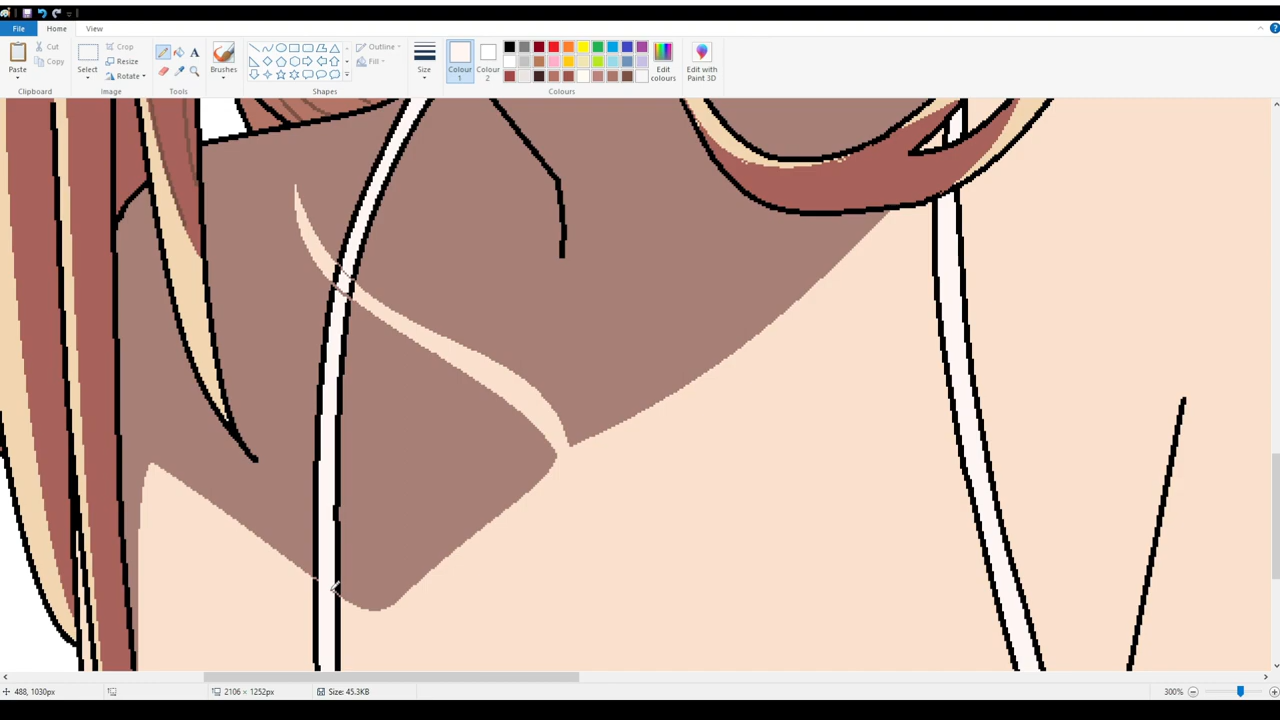 File Home View
Paste Cut Copy
Clipboard
Select Crop Resize Rotate
Image
A
Tools
Brushes
Outline Fill
Shapes
Size
Colour 1
Colour 2
Edit colours
Colours
Edit with Paint 3D
488, 1030px
2106 × 1252px
Size: 45.3KB
300%